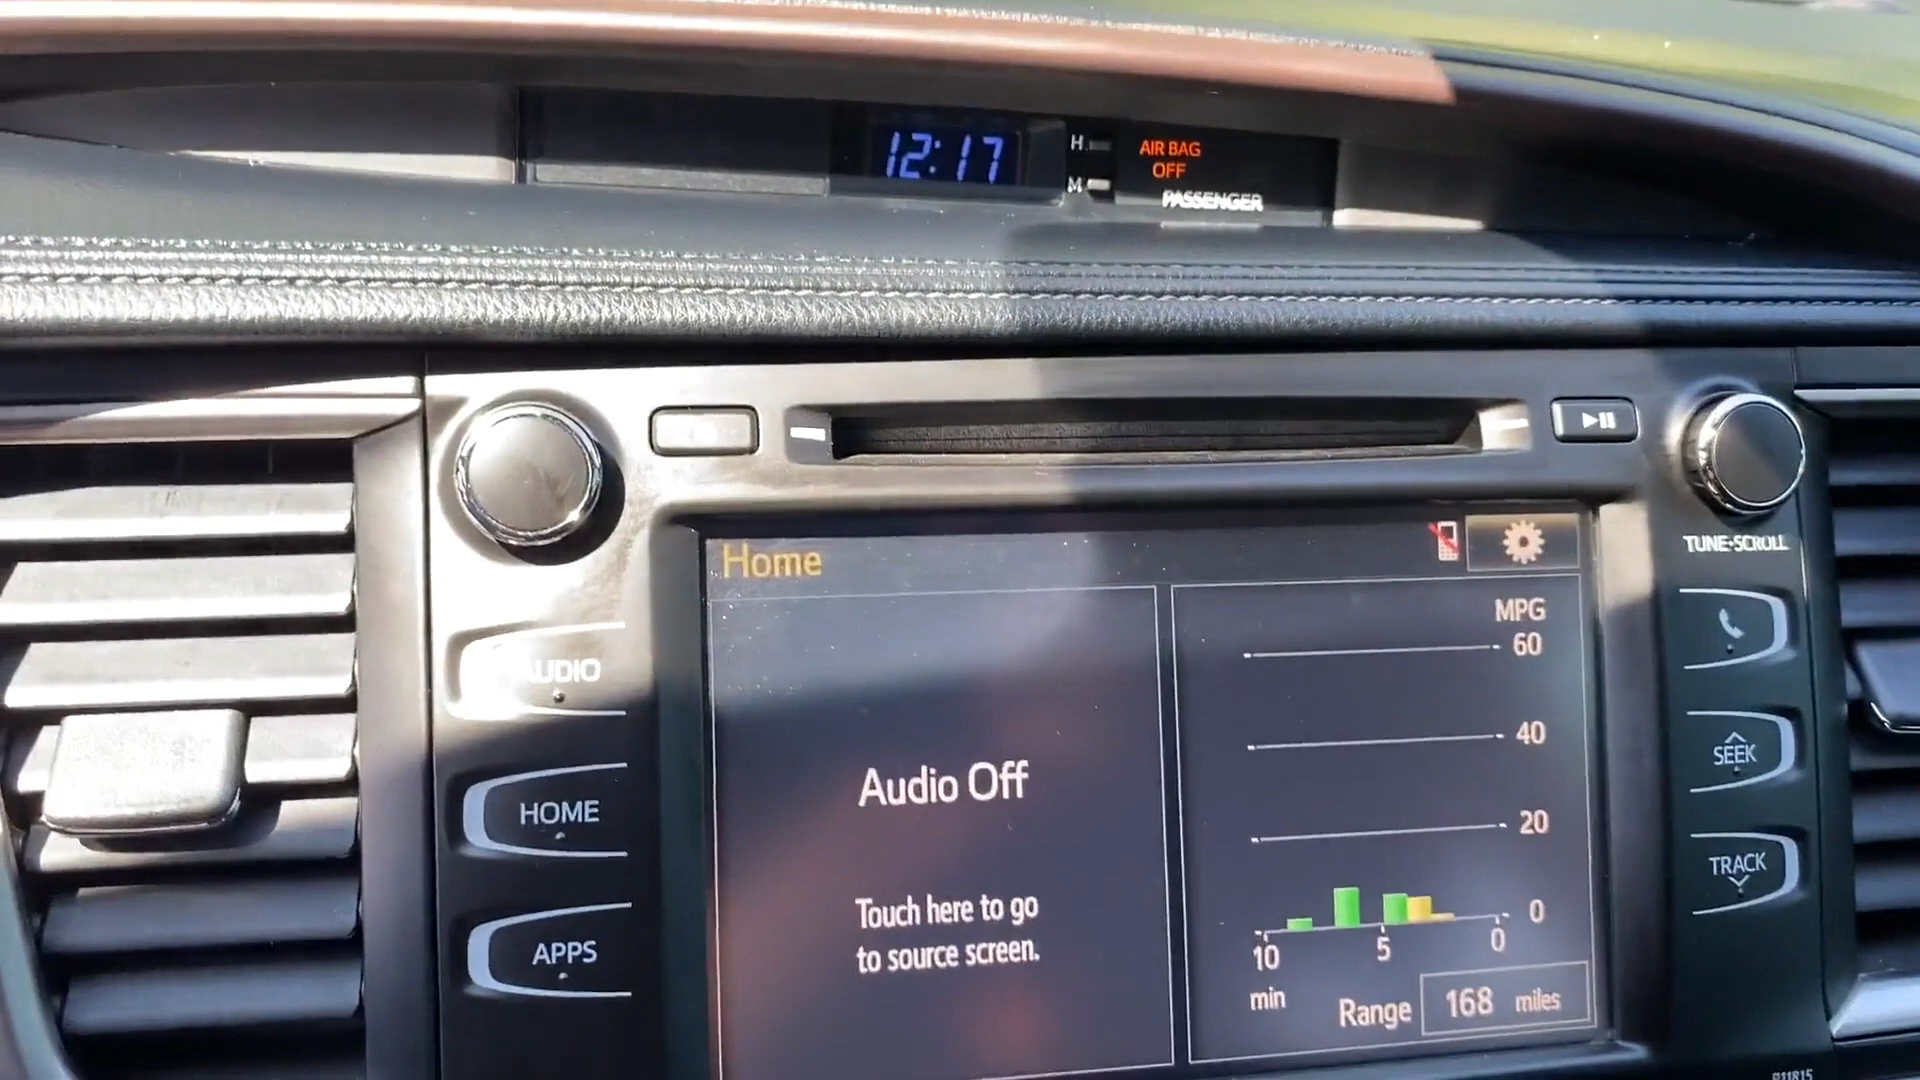 12:17
H
M
AIR BAG
OFF
PASSENGER
TUNE•SCROLL
Home
MPG
60
40
20
0
10
5
0
min
Range 168 miles
Audio Off
Touch here to go
to source screen.
AUDIO
HOME
APPS
SEEK
TRACK